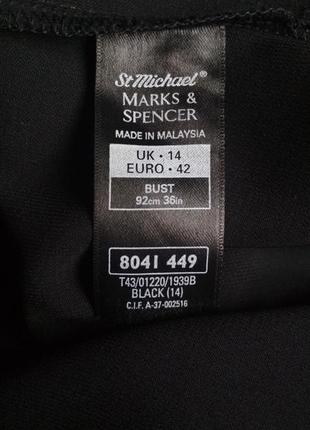 St Michael®
MARKS &
SPENCER
MADE IN MALAYSIA
UK • 14
EURO • 42
BUST
92cm 36in
8041 449
T43/01220/1939B
BLACK (14)
C.I.F. A-37-002516